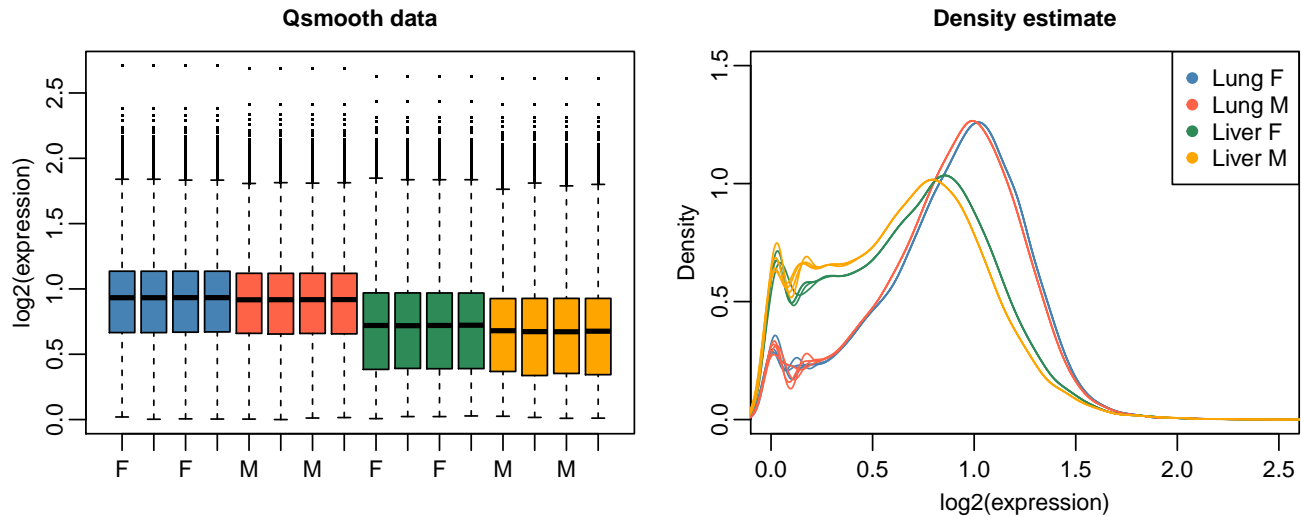 Qsmooth data
log2(expression)
0.0 0.5 1.0 1.5 2.0 2.5
F F M M F F M M
Density estimate
Density
0.0 0.5 1.0 1.5
Lung F
Lung M
Liver F
Liver M
0.0 0.5 1.0 1.5 2.0 2.5
log2(expression)